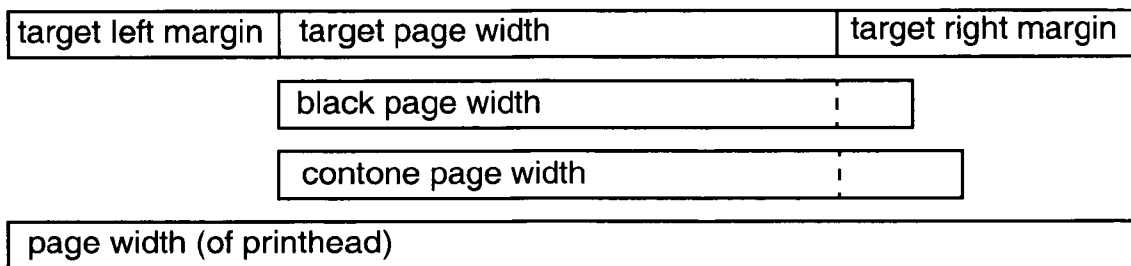 target left margin target page width target right margin
black page width
contone page width
page width (of printhead)